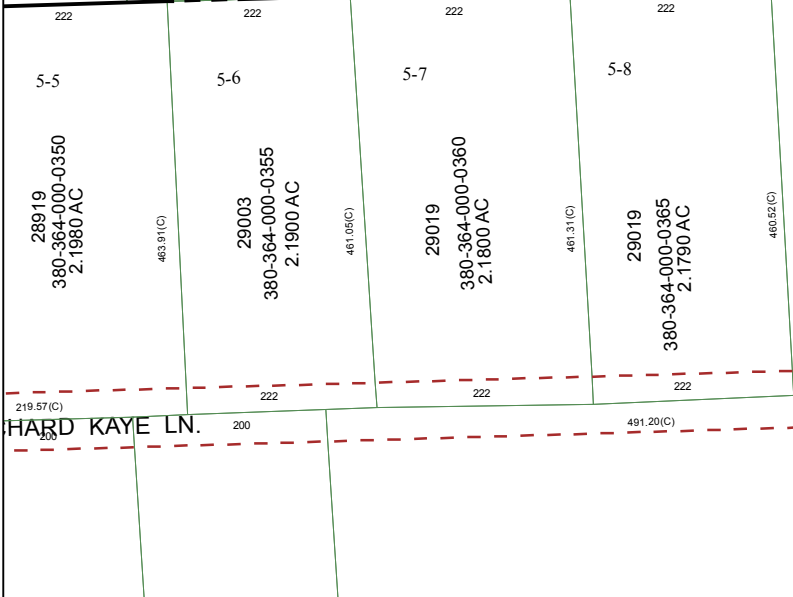 222
222
222
222
5-5
5-6
5-7
5-8
28919
380-364-000-0350
2.1980 AC
463.91(C)
29003
380-364-000-0355
2.1900 AC
461.05(C)
29019
380-364-000-0360
2.1800 AC
461.31(C)
29019
380-364-000-0365
2.1790 AC
460.52(C)
219.57(C)
222
222
222
HARD KAYE LN.
200
200
491.20(C)